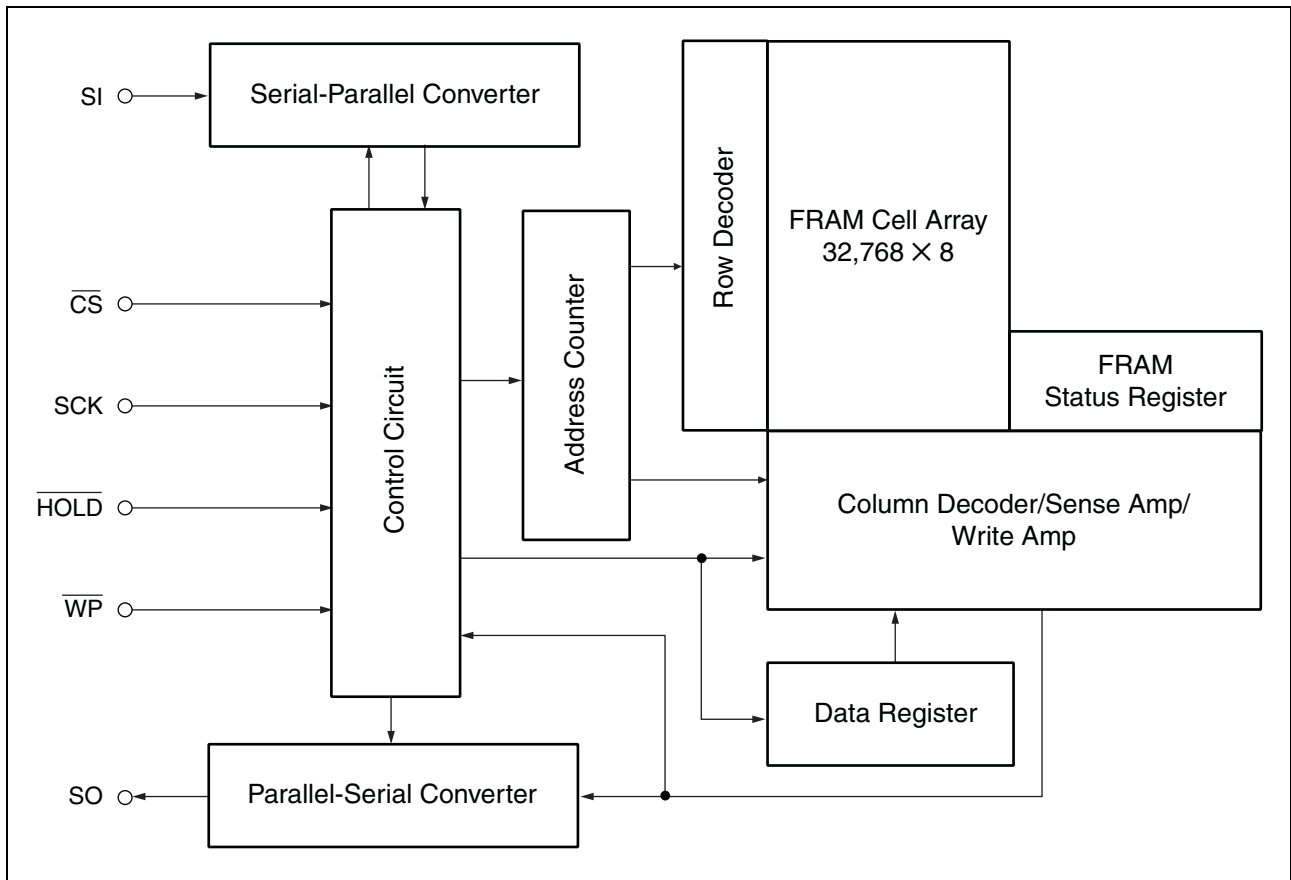 SI
Serial-Parallel Converter
Row Decoder
FRAM Cell Array
32,768 × 8
CS
SCK
HOLD
WP
Control Circuit
Address Counter
FRAM
Status Register
Column Decoder/Sense Amp/
Write Amp
Data Register
SO
Parallel-Serial Converter